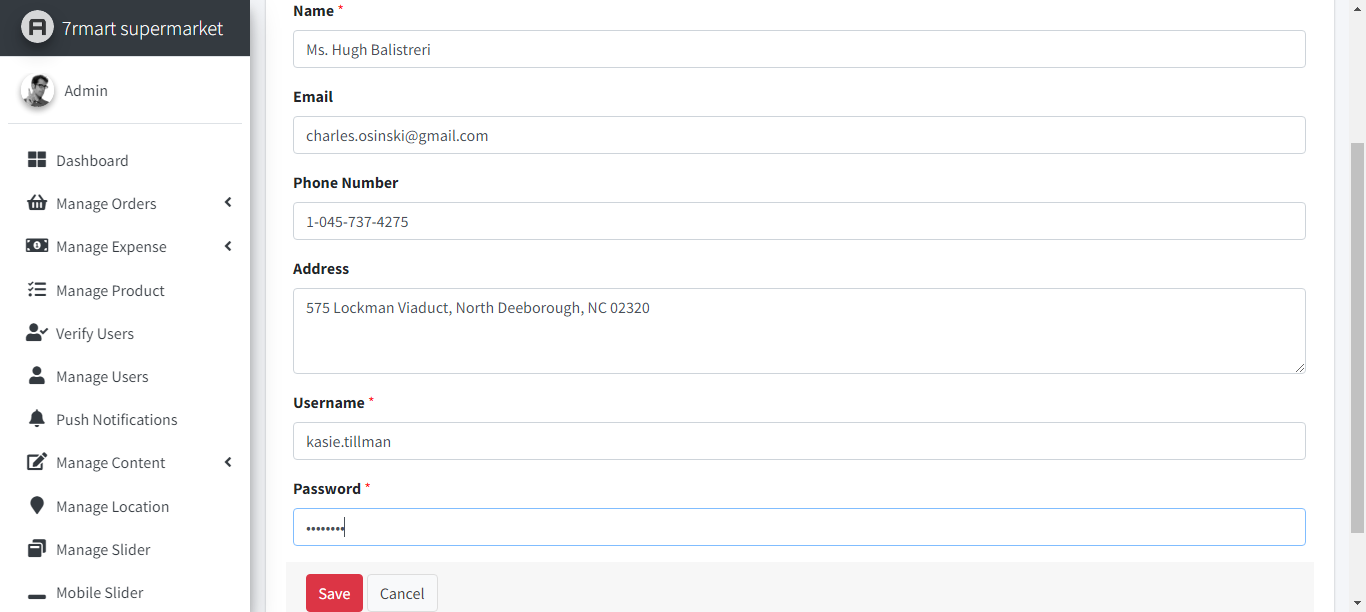 7rmart supermarket
Admin
Dashboard
Manage Orders
Manage Expense
Manage Product
Verify Users
Manage Users
Push Notifications
Manage Content
Manage Location
Manage Slider
Mobile Slider
Name *
Ms. Hugh Balistreri
Email
charles.osinski@gmail.com
Phone Number
1-045-737-4275
Address
575 Lockman Viaduct, North Deeborough, NC 02320
Username *
kasie.tillman
Password *
••••••••
Save Cancel